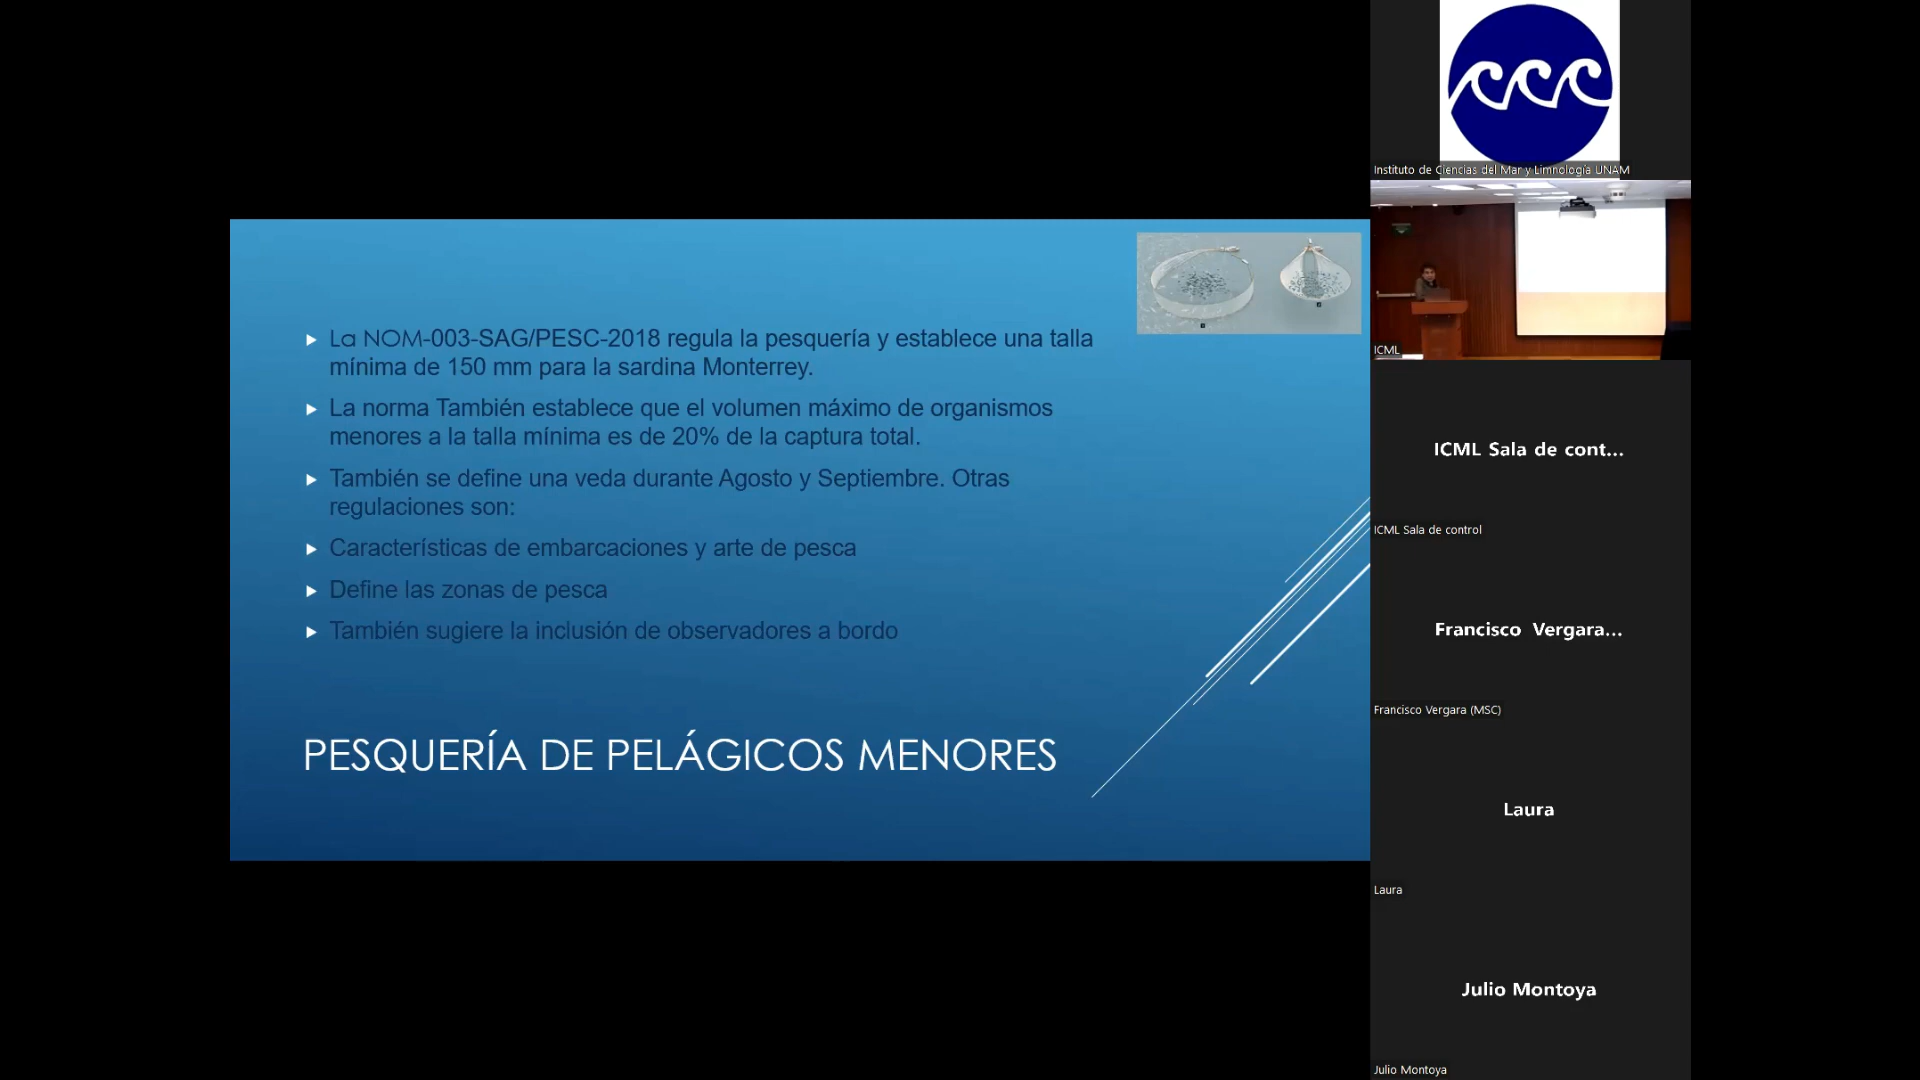 La NOM-003-SAG/PESC-2018 regula la pesquería y establece una talla
mínima de 150 mm para la sardina Monterrey.
La norma También establece que el volumen máximo de organismos
menores a la talla mínima es de 20% de la captura total.
También se define una veda durante Agosto y Septiembre. Otras
regulaciones son:
Características de embarcaciones y arte de pesca
Define las zonas de pesca
También sugiere la inclusión de observadores a bordo
PESQUERÍA DE PELÁGICOS MENORES
Instituto de Ciencias del Mar y Limnología UNAM
ICML
ICML Sala de cont...
ICML Sala de control
Francisco Vergara...
Francisco Vergara (MSC)
Laura
Laura
Julio Montoya
Julio Montoya